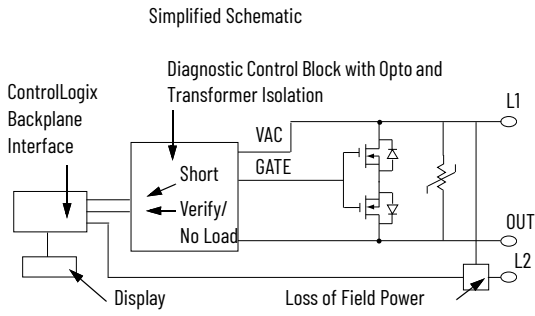 Simplified Schematic
Diagnostic Control Block with Opto and
Transformer Isolation
ControlLogix
Backplane
Interface
L1
VAC
GATE
Short
Verify/
No Load
OUT
L2
Display
Loss of Field Power